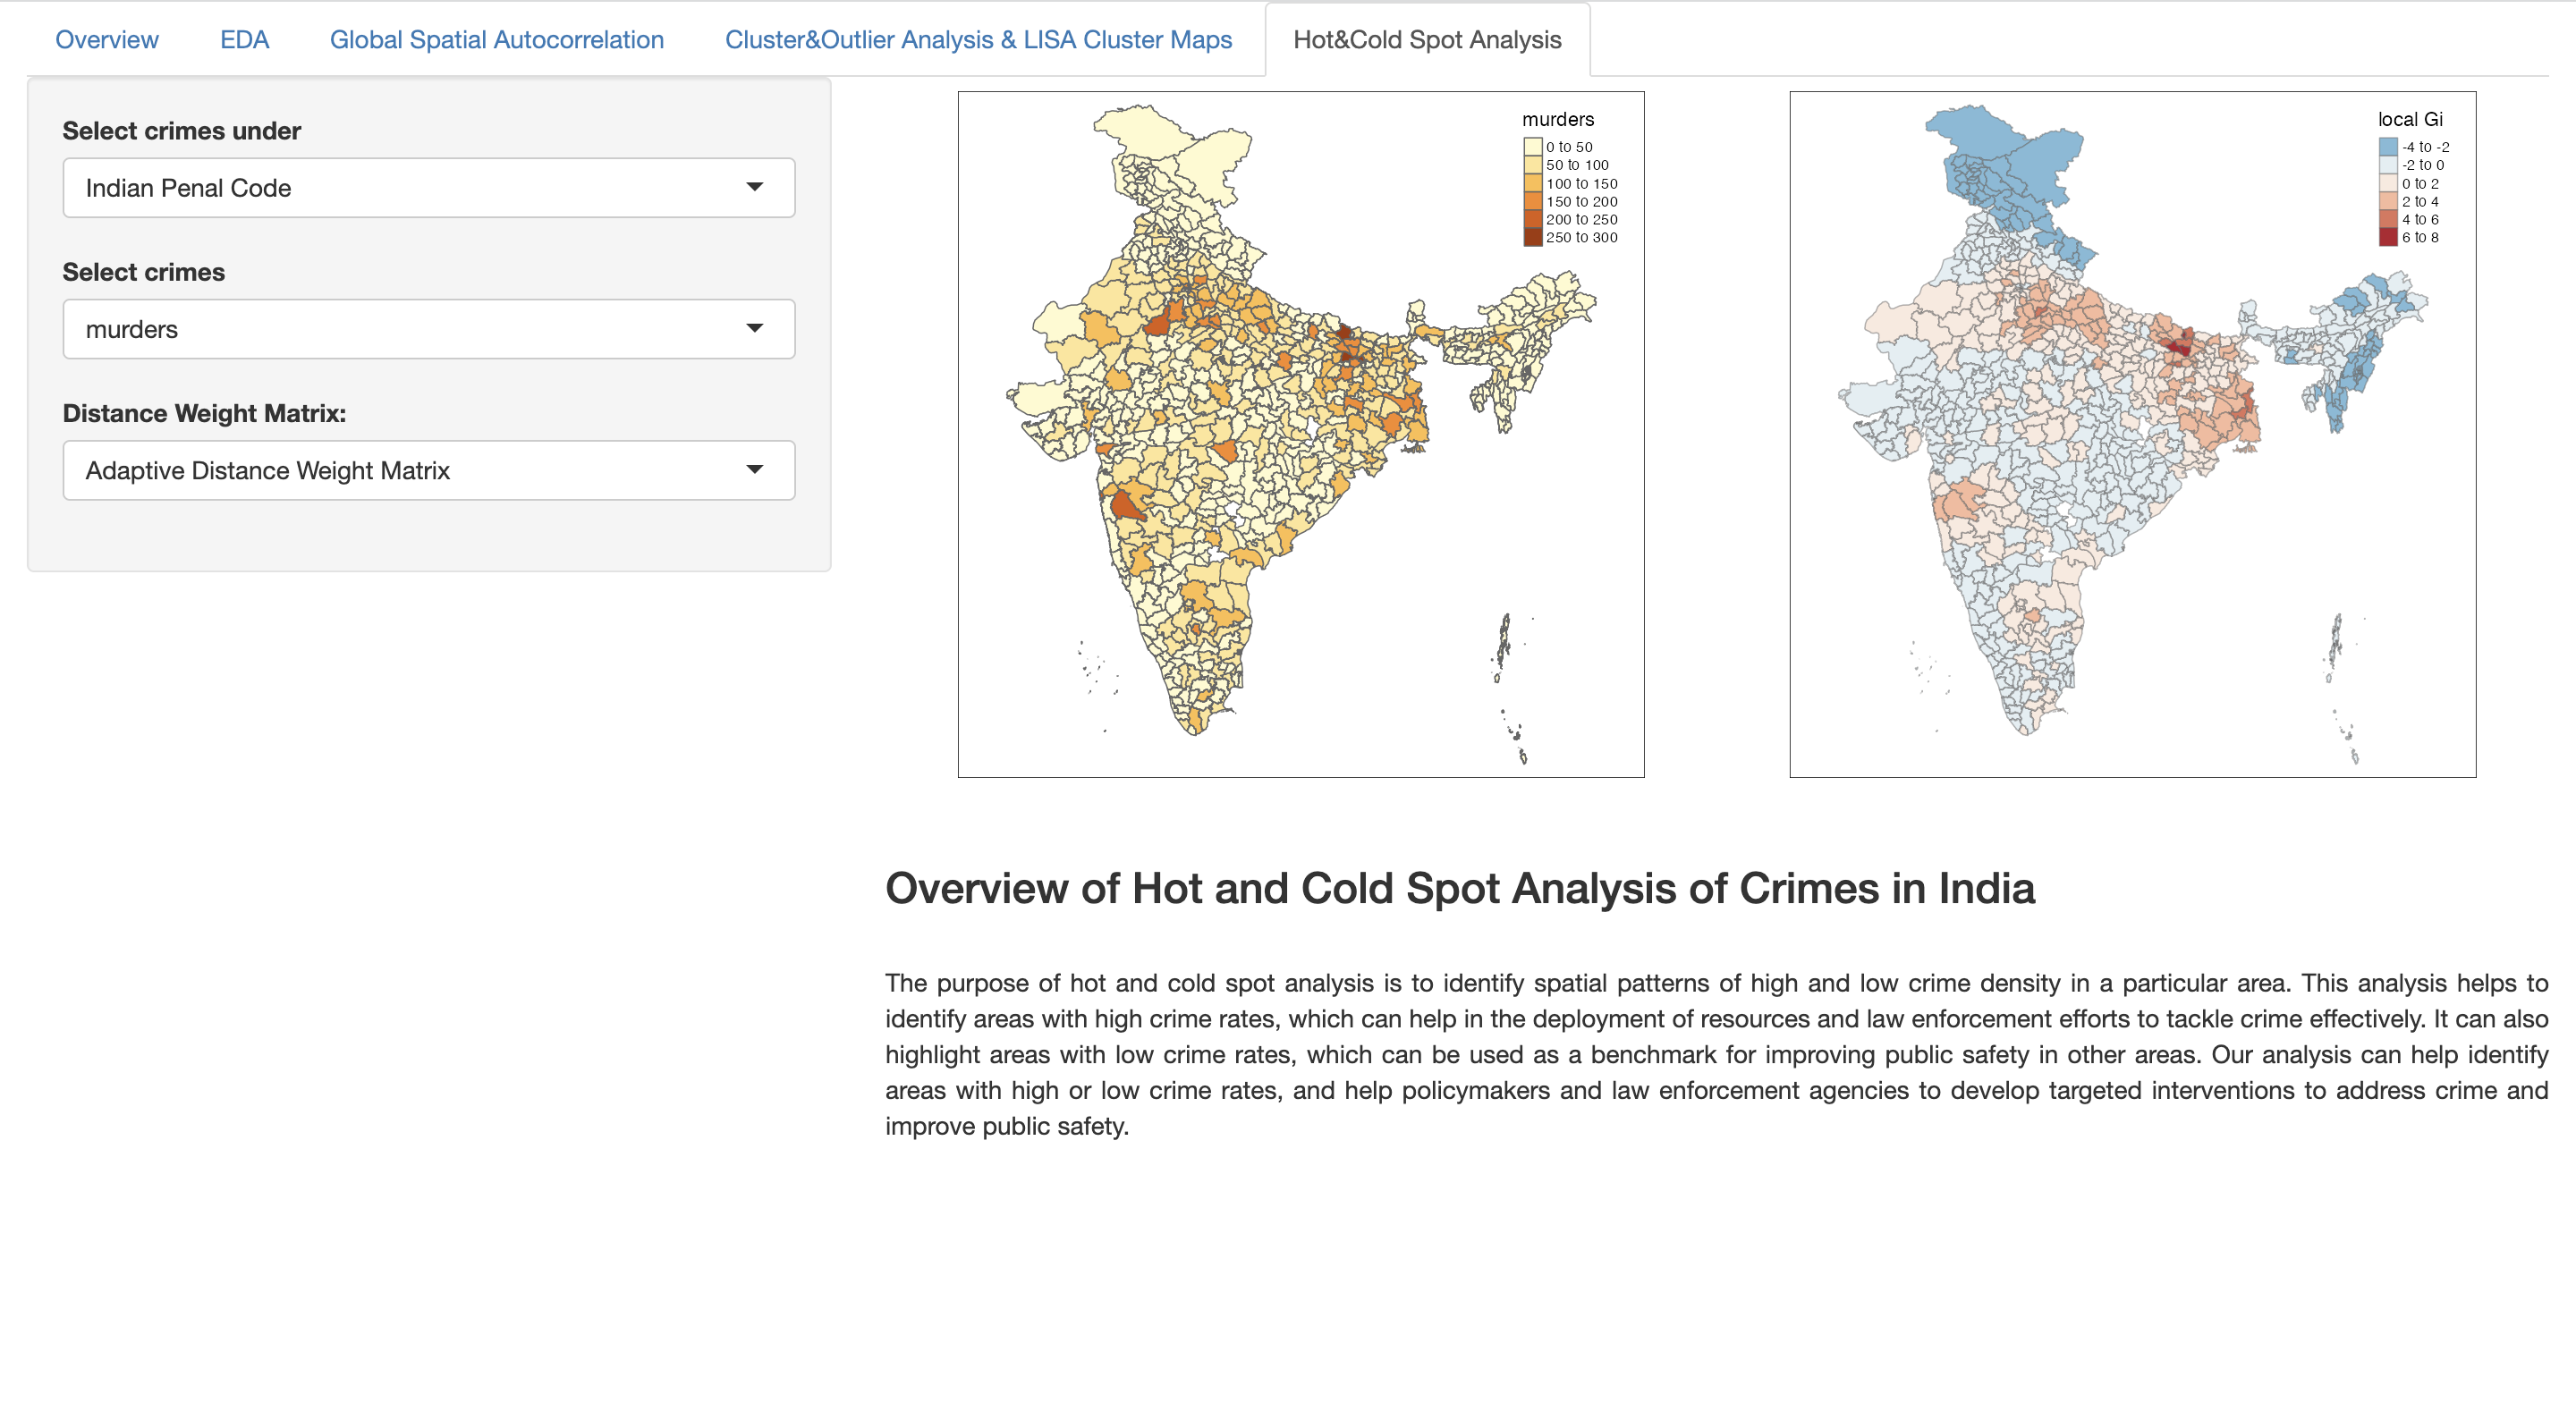 Overview EDA Global Spatial Autocorrelation Cluster&Outlier Analysis & LISA Cluster Maps Hot&Cold Spot Analysis
Select crimes under
Indian Penal Code
Select crimes
murders
Distance Weight Matrix:
Adaptive Distance Weight Matrix
murders
0 to 50
50 to 100
100 to 150
150 to 200
200 to 250
250 to 300
local Gi
-4 to -2
-2 to 0
0 to 2
2 to 4
4 to 6
6 to 8
Overview of Hot and Cold Spot Analysis of Crimes in India
The purpose of hot and cold spot analysis is to identify spatial patterns of high and low crime density in a particular area. This analysis helps to
identify areas with high crime rates, which can help in the deployment of resources and law enforcement efforts to tackle crime effectively. It can also
highlight areas with low crime rates, which can be used as a benchmark for improving public safety in other areas. Our analysis can help identify
areas with high or low crime rates, and help policymakers and law enforcement agencies to develop targeted interventions to address crime and
improve public safety.